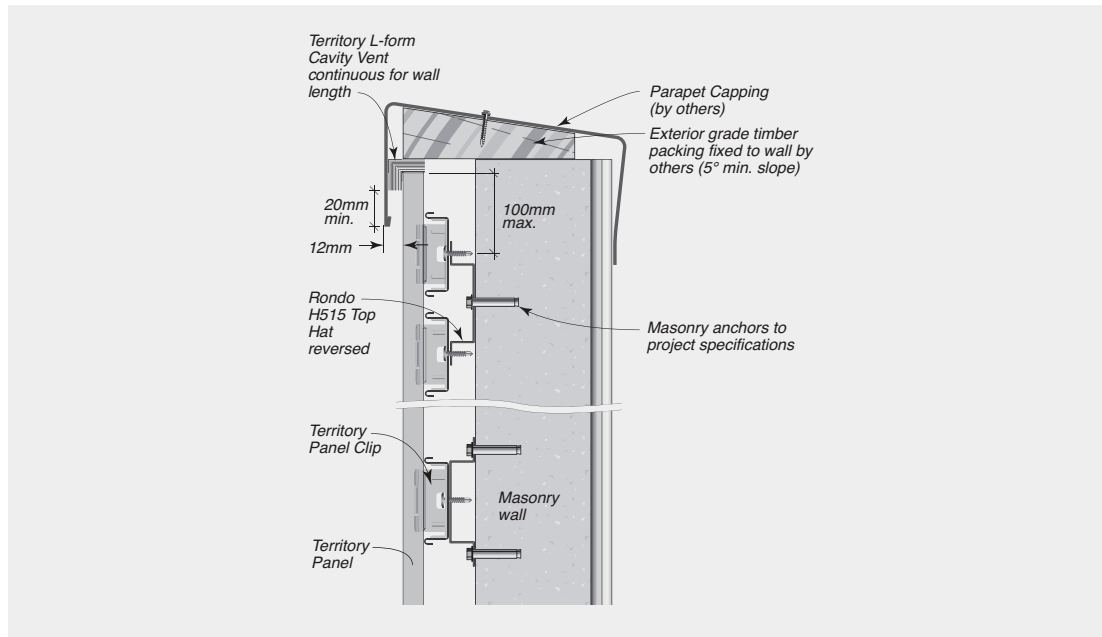 Territory L-form
Cavity Vent
continuous for wall
length
Parapet Capping
(by others)
Exterior grade timber
packing fixed to wall by
others (5° min. slope)
20mm
min.
100mm
max.
12mm
Rondo
H515 Top
Hat
reversed
Masonry anchors to
project specifications
Territory
Panel Clip
Masonry
wall
Territory
Panel